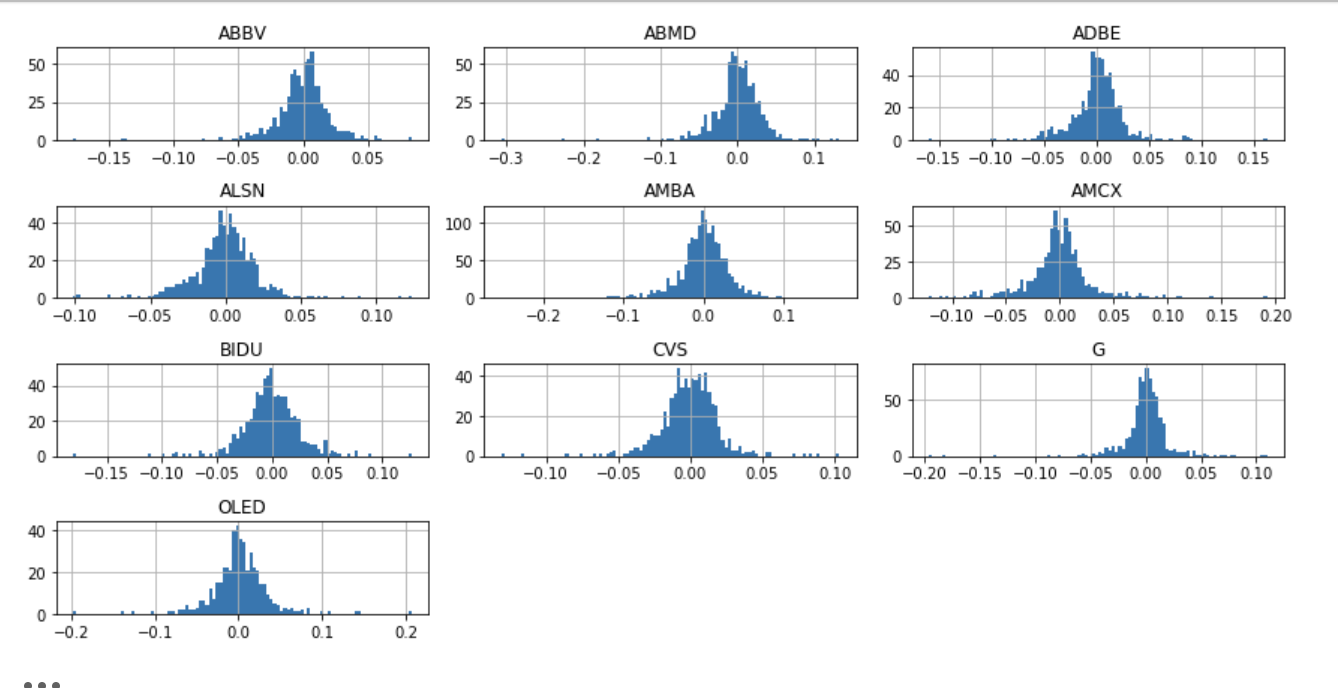 ABBV ABMD ADBE
50 50 40
25 25 20
0 0 0
−0.15 −0.10 −0.05 0.00 0.05 −0.3 −0.2 −0.1 0.0 0.1 −0.15 −0.10 −0.05 0.00 0.05 0.10 0.15
ALSN AMBA AMCX
40 100 50
20 50 25
0 0 0
−0.10 −0.05 0.00 0.05 0.10 −0.2 −0.1 0.0 0.1 −0.10 −0.05 0.00 0.05 0.10 0.15 0.20
BIDU CVS G
40 40 50
20 20
0 0 0
−0.15 −0.10 −0.05 0.00 0.05 0.10 −0.10 −0.05 0.00 0.05 0.10 −0.20 −0.15 −0.10 −0.05 0.00 0.05 0.10
OLED
40
20
0
−0.2 −0.1 0.0 0.1 0.2